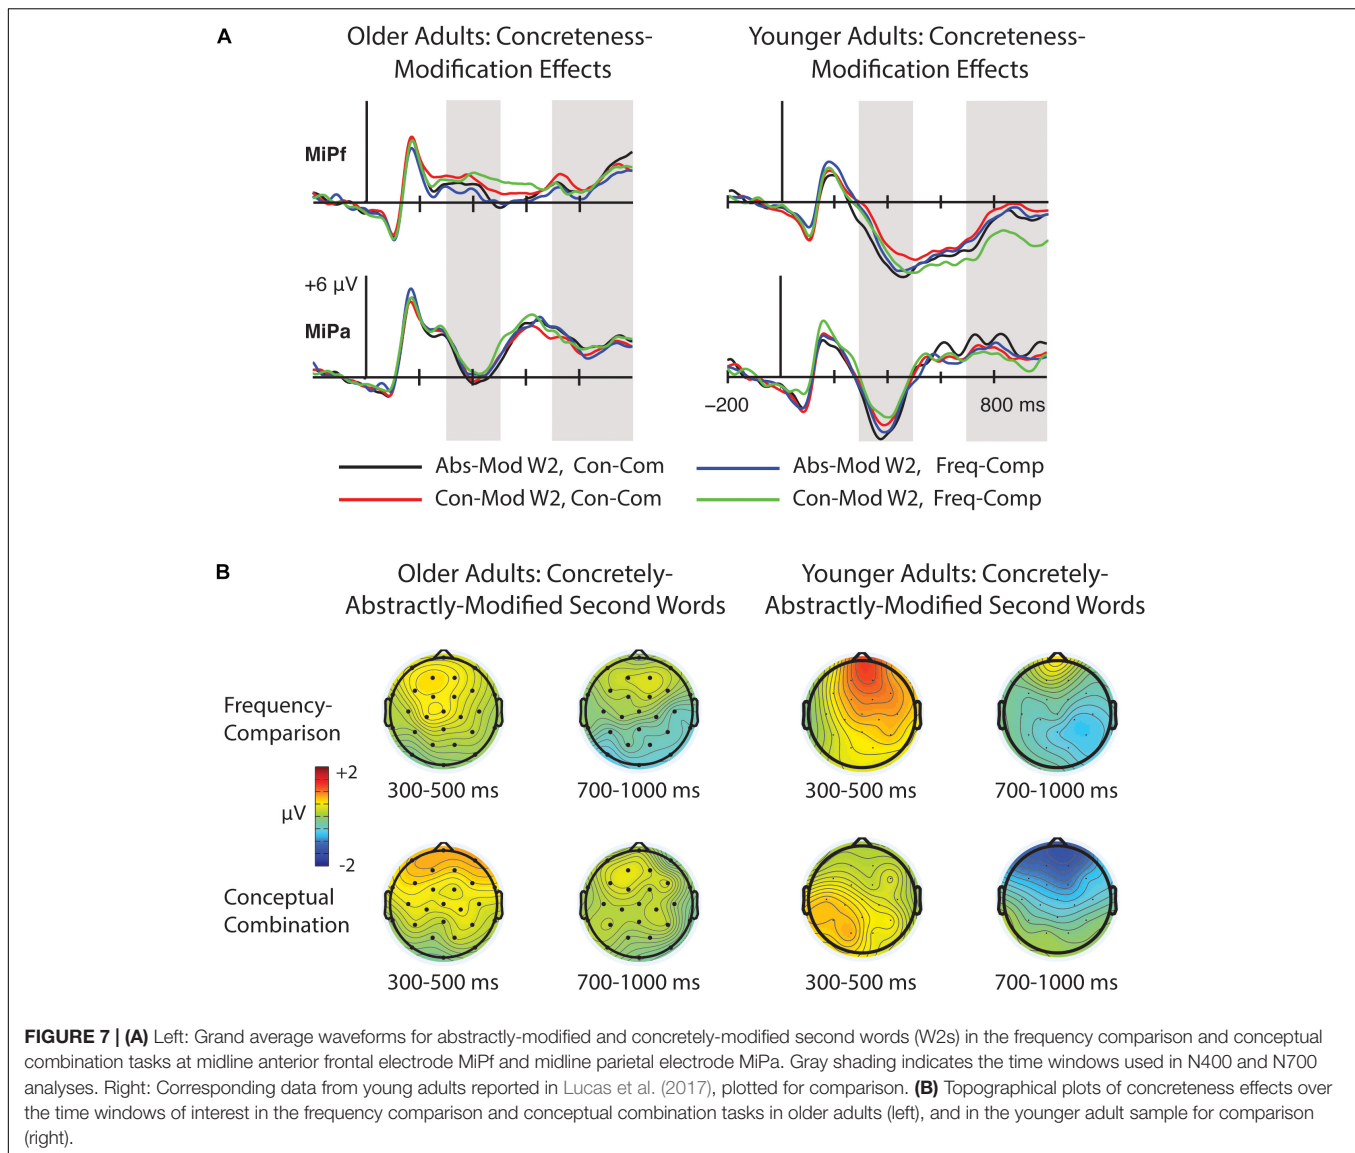 A
Older Adults: Concreteness-
Modification Effects
Younger Adults: Concreteness-
Modification Effects
MiPf
+6 μV
MiPa
–200
800 ms
Abs-Mod W2, Con-Com
Abs-Mod W2, Freq-Comp
Con-Mod W2, Con-Com
Con-Mod W2, Freq-Comp
B
Older Adults: Concretely-
Abstractly-Modified Second Words
Younger Adults: Concretely-
Abstractly-Modified Second Words
Frequency-
Comparison
300-500 ms
700-1000 ms
300-500 ms
700-1000 ms
+2
μV
-2
Conceptual
Combination
300-500 ms
700-1000 ms
300-500 ms
700-1000 ms
FIGURE 7 | (A) Left: Grand average waveforms for abstractly-modified and concretely-modified second words (W2s) in the frequency comparison and conceptual
combination tasks at midline anterior frontal electrode MiPf and midline parietal electrode MiPa. Gray shading indicates the time windows used in N400 and N700
analyses. Right: Corresponding data from young adults reported in Lucas et al. (2017), plotted for comparison. (B) Topographical plots of concreteness effects over
the time windows of interest in the frequency comparison and conceptual combination tasks in older adults (left), and in the younger adult sample for comparison
(right).